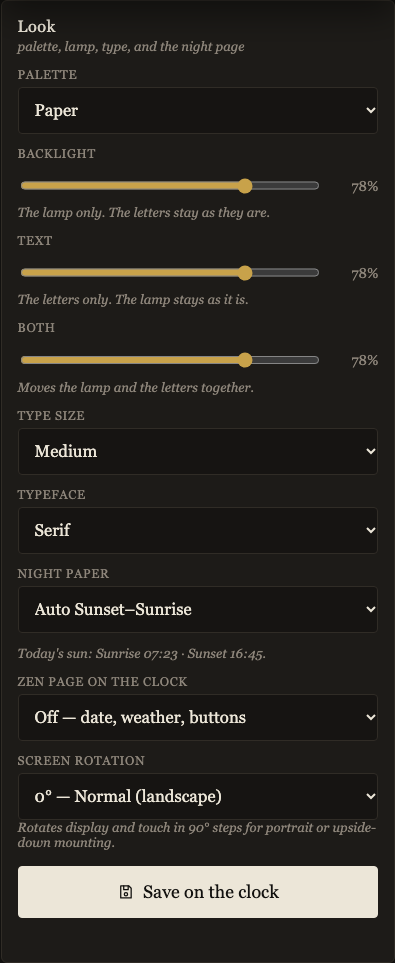 Look
palette, lamp, type, and the night page
PALETTE
Paper
BACKLIGHT
78%
The lamp only. The letters stay as they are.
TEXT
78%
The letters only. The lamp stays as it is.
BOTH
78%
Moves the lamp and the letters together.
TYPE SIZE
Medium
TYPEFACE
Serif
NIGHT PAPER
Auto Sunset–Sunrise
Today's sun: Sunrise 07:23 · Sunset 16:45.
ZEN PAGE ON THE CLOCK
Off — date, weather, buttons
SCREEN ROTATION
0° — Normal (landscape)
Rotates display and touch in 90° steps for portrait or upside-
down mounting.
Save on the clock